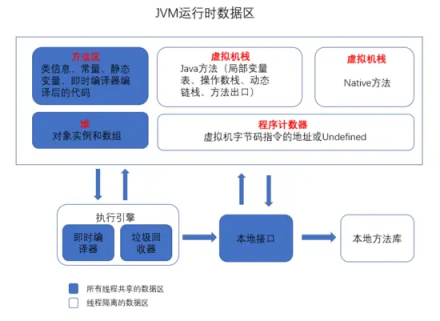 JVM运行时数据区
方法区
类信息、常量、静态
变量、即时编译器编
译后的代码
虚拟机栈
Java方法（局部变量
表、操作数栈、动态
链栈、方法出口）
虚拟机栈
Native方法
堆
对象实例和数组
程序计数器
虚拟机字节码指令的地址或Undefined
执行引擎
即时编
译器
垃圾回
收器
本地接口
本地方法库
所有线程共享的数据区
线程隔离的数据区